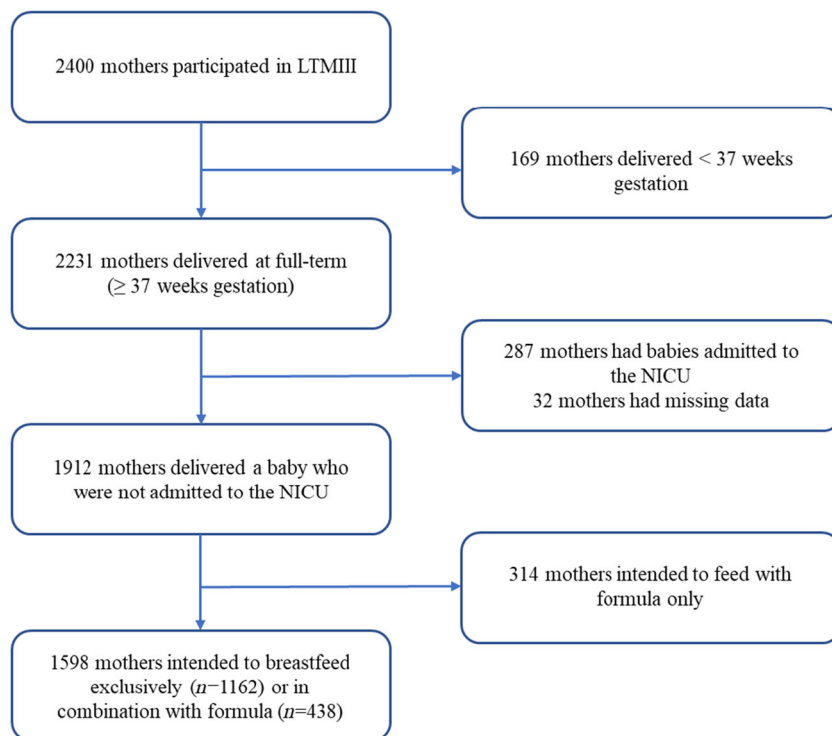 2400 mothers participated in LTMIII
169 mothers delivered < 37 weeks
gestation
2231 mothers delivered at full-term
(≥ 37 weeks gestation)
287 mothers had babies admitted to
the NICU
32 mothers had missing data
1912 mothers delivered a baby who
were not admitted to the NICU
314 mothers intended to feed with
formula only
1598 mothers intended to breastfeed
exclusively (n−1162) or in
combination with formula (n=438)